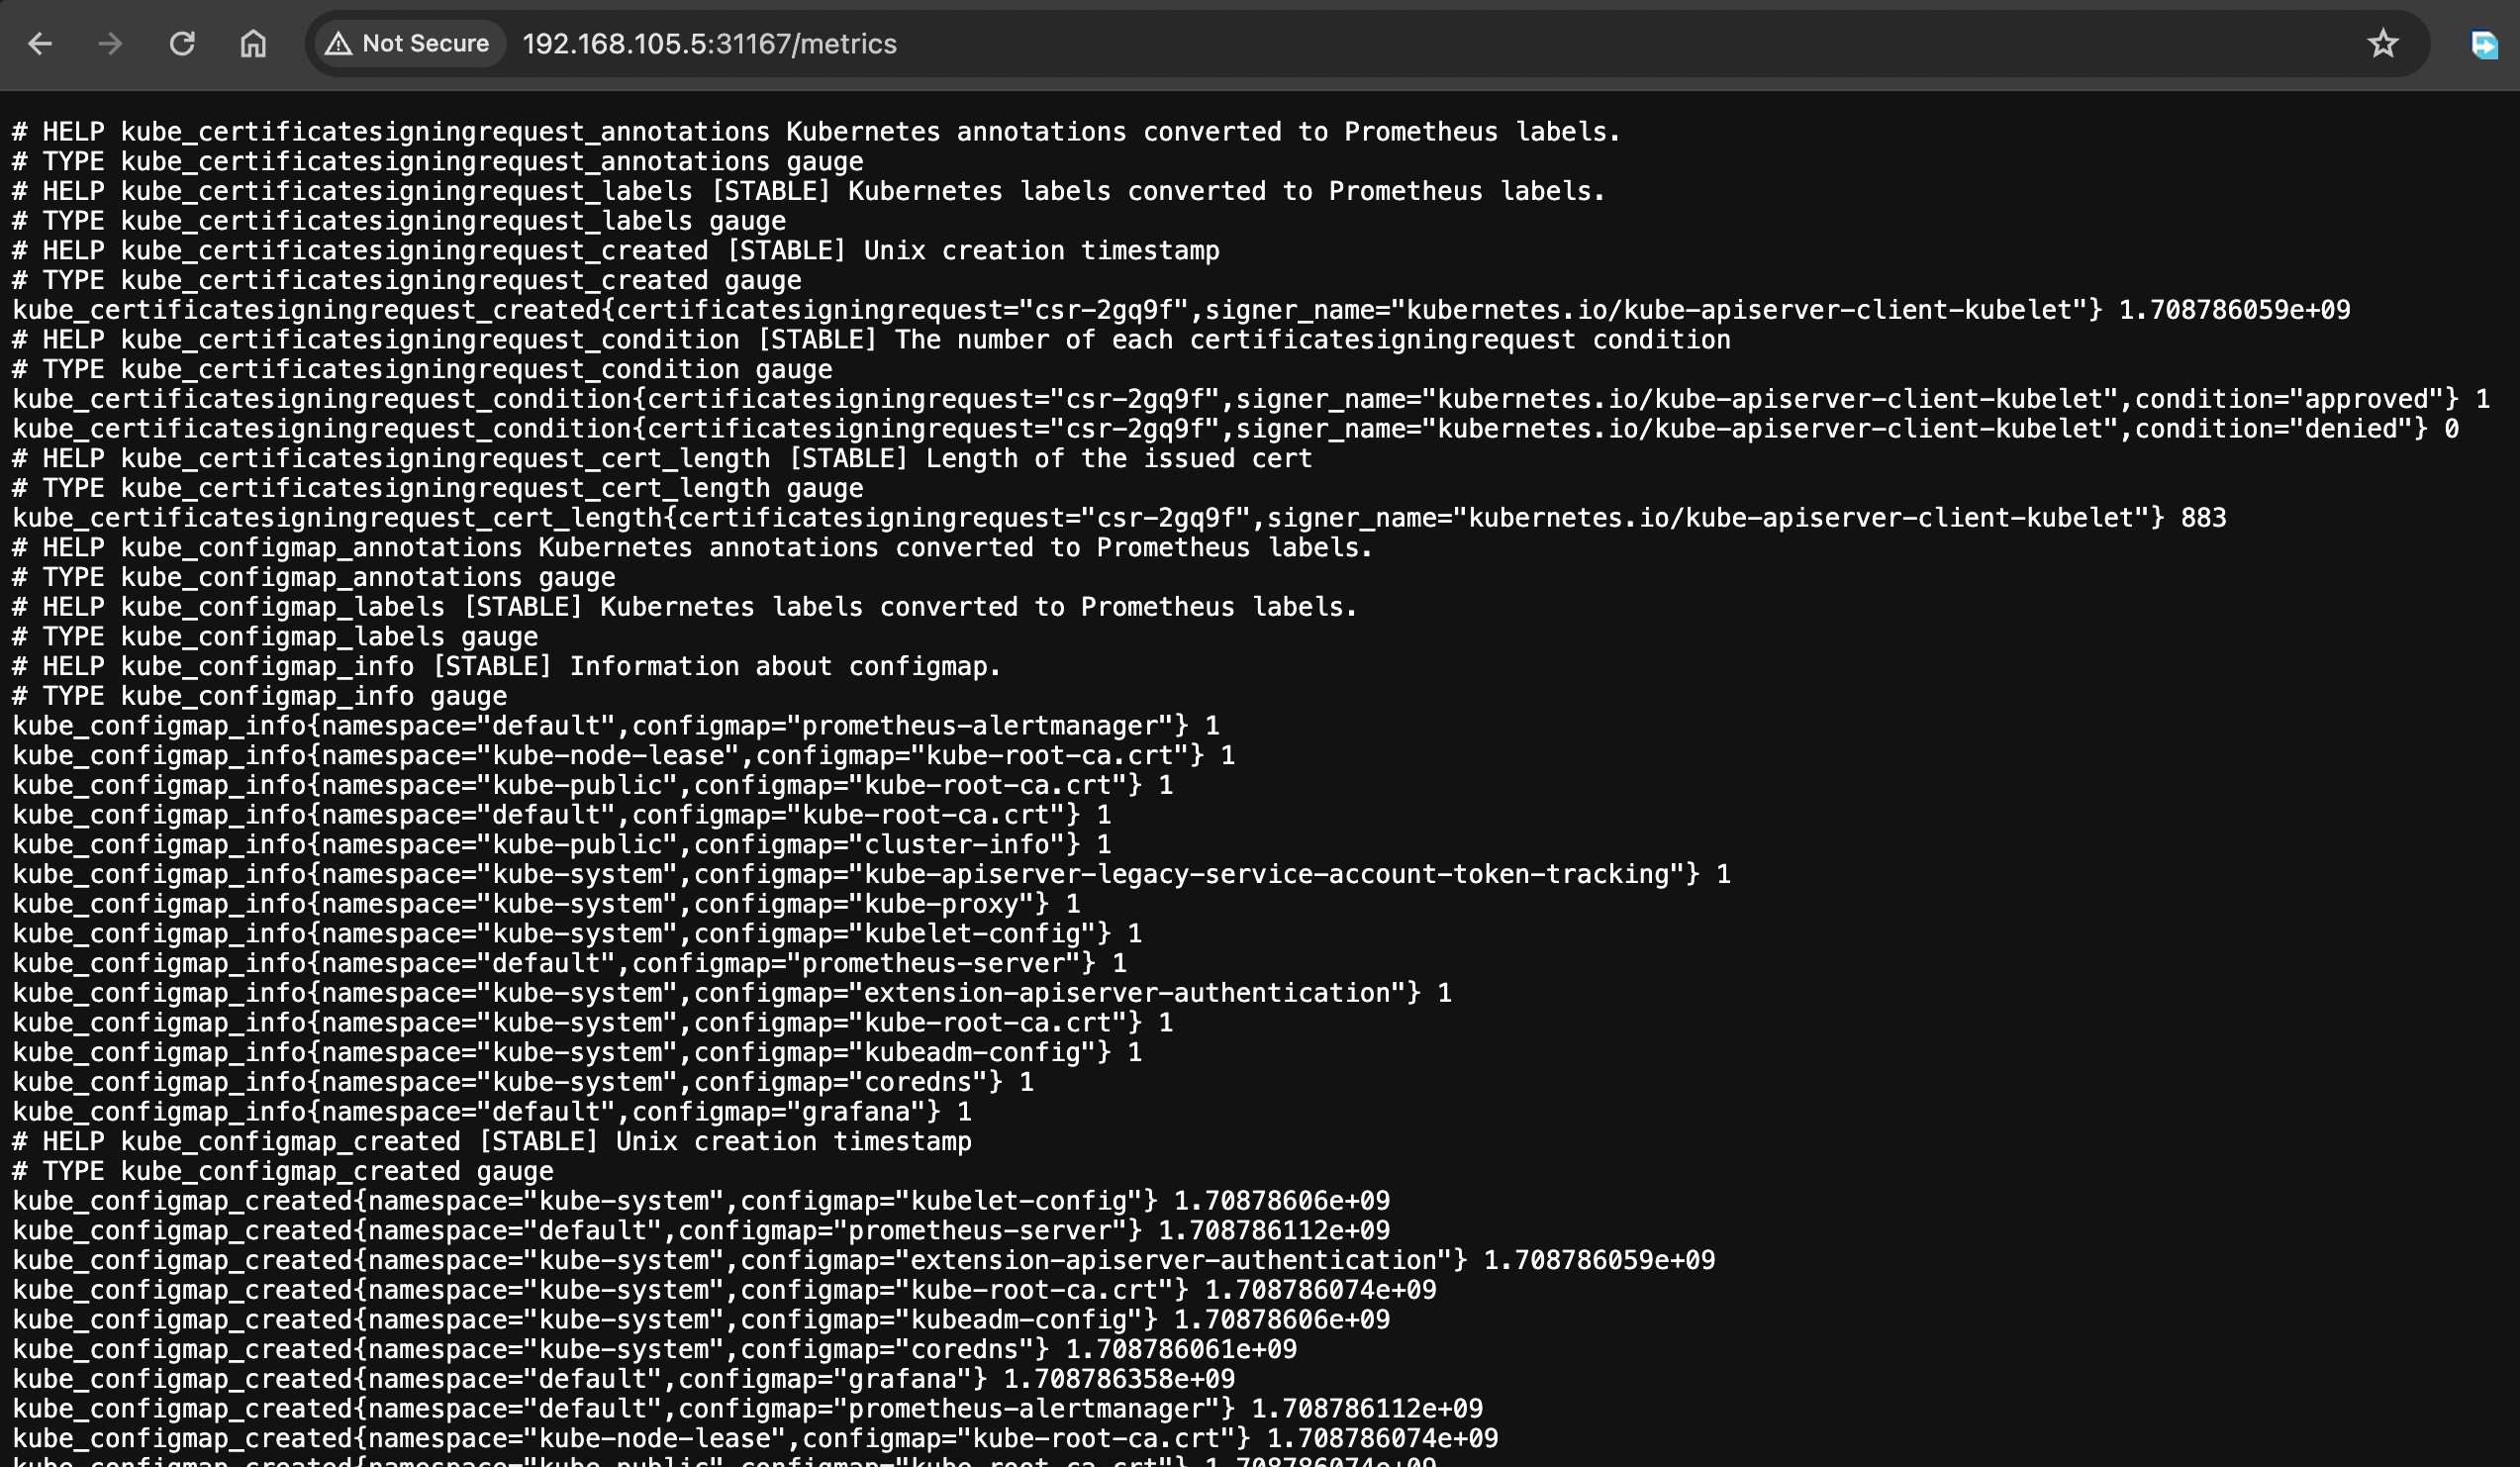 Not Secure 192.168.105.5:31167/metrics
# HELP kube_certificatesigningrequest_annotations Kubernetes annotations converted to Prometheus labels.
# TYPE kube_certificatesigningrequest_annotations gauge
# HELP kube_certificatesigningrequest_labels [STABLE] Kubernetes labels converted to Prometheus labels.
# TYPE kube_certificatesigningrequest_labels gauge
# HELP kube_certificatesigningrequest_created [STABLE] Unix creation timestamp
# TYPE kube_certificatesigningrequest_created gauge
kube_certificatesigningrequest_created{certificatesigningrequest="csr-2gq9f",signer_name="kubernetes.io/kube-apiserver-client-kubelet"} 1.708786059e+09
# HELP kube_certificatesigningrequest_condition [STABLE] The number of each certificatesigningrequest condition
# TYPE kube_certificatesigningrequest_condition gauge
kube_certificatesigningrequest_condition{certificatesigningrequest="csr-2gq9f",signer_name="kubernetes.io/kube-apiserver-client-kubelet",condition="approved"} 1
kube_certificatesigningrequest_condition{certificatesigningrequest="csr-2gq9f",signer_name="kubernetes.io/kube-apiserver-client-kubelet",condition="denied"} 0
# HELP kube_certificatesigningrequest_cert_length [STABLE] Length of the issued cert
# TYPE kube_certificatesigningrequest_cert_length gauge
kube_certificatesigningrequest_cert_length{certificatesigningrequest="csr-2gq9f",signer_name="kubernetes.io/kube-apiserver-client-kubelet"} 883
# HELP kube_configmap_annotations Kubernetes annotations converted to Prometheus labels.
# TYPE kube_configmap_annotations gauge
# HELP kube_configmap_labels [STABLE] Kubernetes labels converted to Prometheus labels.
# TYPE kube_configmap_labels gauge
# HELP kube_configmap_info [STABLE] Information about configmap.
# TYPE kube_configmap_info gauge
kube_configmap_info{namespace="default",configmap="prometheus-alertmanager"} 1
kube_configmap_info{namespace="kube-node-lease",configmap="kube-root-ca.crt"} 1
kube_configmap_info{namespace="kube-public",configmap="kube-root-ca.crt"} 1
kube_configmap_info{namespace="default",configmap="kube-root-ca.crt"} 1
kube_configmap_info{namespace="kube-public",configmap="cluster-info"} 1
kube_configmap_info{namespace="kube-system",configmap="kube-apiserver-legacy-service-account-token-tracking"} 1
kube_configmap_info{namespace="kube-system",configmap="kube-proxy"} 1
kube_configmap_info{namespace="kube-system",configmap="kubelet-config"} 1
kube_configmap_info{namespace="default",configmap="prometheus-server"} 1
kube_configmap_info{namespace="kube-system",configmap="extension-apiserver-authentication"} 1
kube_configmap_info{namespace="kube-system",configmap="kube-root-ca.crt"} 1
kube_configmap_info{namespace="kube-system",configmap="kubeadm-config"} 1
kube_configmap_info{namespace="kube-system",configmap="coredns"} 1
kube_configmap_info{namespace="default",configmap="grafana"} 1
# HELP kube_configmap_created [STABLE] Unix creation timestamp
# TYPE kube_configmap_created gauge
kube_configmap_created{namespace="kube-system",configmap="kubelet-config"} 1.70878606e+09
kube_configmap_created{namespace="default",configmap="prometheus-server"} 1.708786112e+09
kube_configmap_created{namespace="kube-system",configmap="extension-apiserver-authentication"} 1.708786059e+09
kube_configmap_created{namespace="kube-system",configmap="kube-root-ca.crt"} 1.708786074e+09
kube_configmap_created{namespace="kube-system",configmap="kubeadm-config"} 1.70878606e+09
kube_configmap_created{namespace="kube-system",configmap="coredns"} 1.708786061e+09
kube_configmap_created{namespace="default",configmap="grafana"} 1.708786358e+09
kube_configmap_created{namespace="default",configmap="prometheus-alertmanager"} 1.708786112e+09
kube_configmap_created{namespace="kube-node-lease",configmap="kube-root-ca.crt"} 1.708786074e+09
kube_configmap_created{namespace="kube-public",configmap="kube-root-ca.crt"} 1.708786074e+09